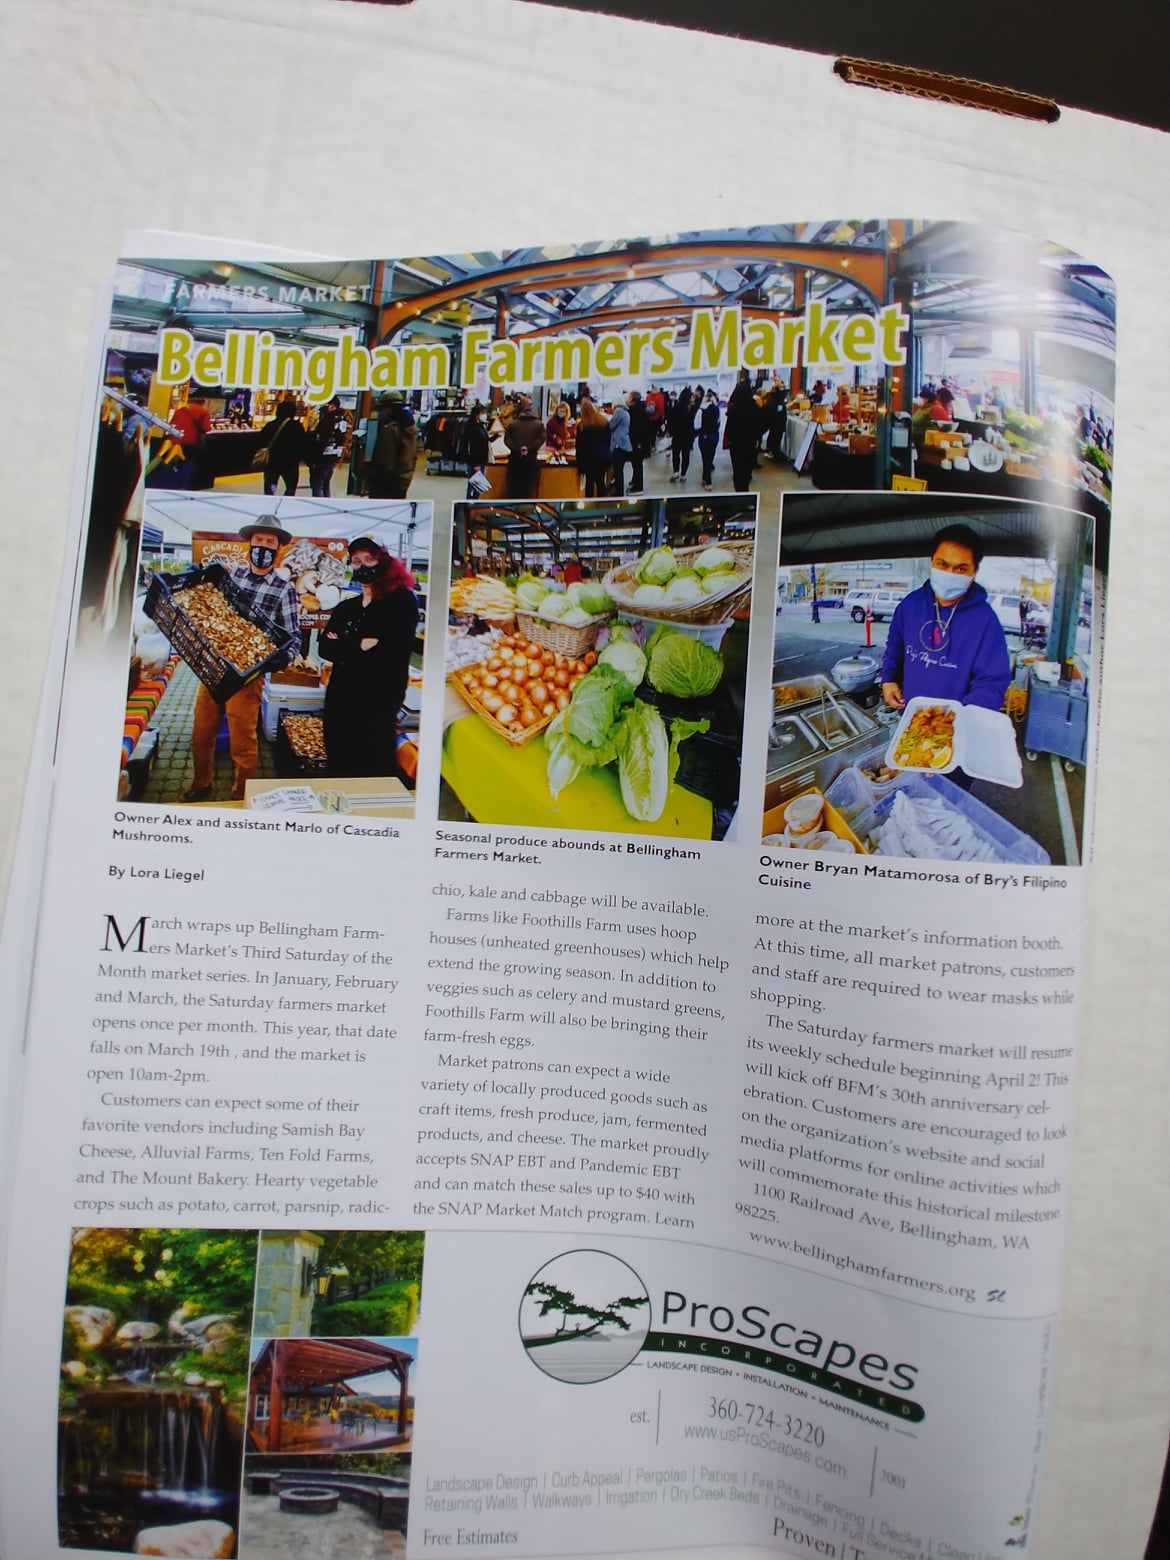 FARMERS MARKET
Bellingham Farmers Market
CASCADIA
Owner Alex and assistant Marlo of Cascadia
Mushrooms.
Seasonal produce abounds at Bellingham
Farmers Market.
Owner Bryan Matamorosa of Bry's Filipino
Cuisine
By Lora Liegel
March wraps up Bellingham Farm-
ers Market's Third Saturday of the
Month market series. In January, February
and March, the Saturday farmers market
opens once per month. This year, that date
falls on March 19th , and the market is
open 10am-2pm.
Customers can expect some of their
favorite vendors including Samish Bay
Cheese, Alluvial Farms, Ten Fold Farms,
and The Mount Bakery. Hearty vegetable
crops such as potato, carrot, parsnip, radic-
chio, kale and cabbage will be available.
Farms like Foothills Farm uses hoop
houses (unheated greenhouses) which help
extend the growing season. In addition to
veggies such as celery and mustard greens,
Foothills Farm will also be bringing their
farm-fresh eggs.
Market patrons can expect a wide
variety of locally produced goods such as
craft items, fresh produce, jam, fermented
products, and cheese. The market proudly
accepts SNAP EBT and Pandemic EBT
and can match these sales up to $40 with
the SNAP Market Match program. Learn
more at the market's information booth.
At this time, all market patrons, customers
and staff are required to wear masks while
shopping.
The Saturday farmers market will resume
its weekly schedule beginning April 2! This
will kick off BFM's 30th anniversary cel-
ebration. Customers are encouraged to look
on the organization's website and social
media platforms for online activities which
will commemorate this historical milestone.
1100 Railroad Ave, Bellingham, WA
98225.
www.bellinghamfarmers.org SL
ProScapes
INCORPORATED
LANDSCAPE DESIGN • INSTALLATION • MAINTENANCE
est.
360-724-3220
www.usProScapes.com
2001
Landscape Design | Curb Appeal | Pergolas | Patios | Fire Pits | Fencing | Decks | Clean
Retaining Walls | Walkways | Irrigation | Dry Creek Beds | Drainage | Full Service
Free Estimates
Proven |